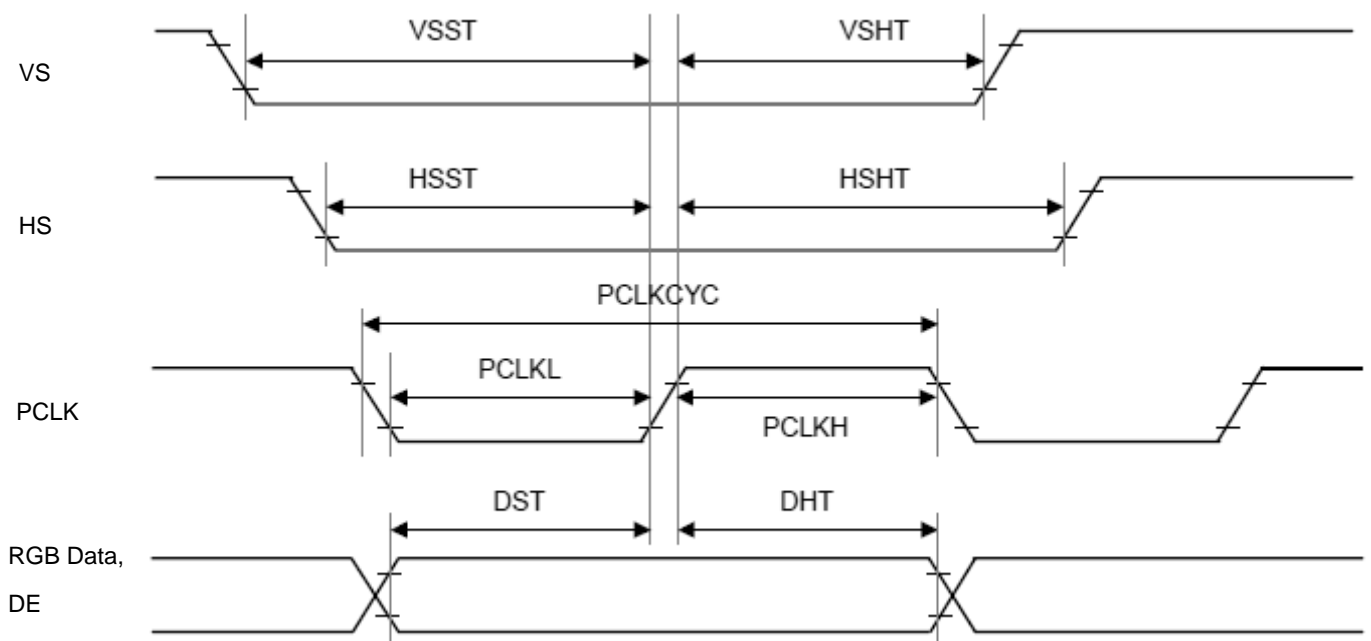 VSST VSHT
VS
HSST HSHT
HS
PCLKCYC
PCLKL
PCLK
PCLKH
DST DHT
RGB Data,
DE